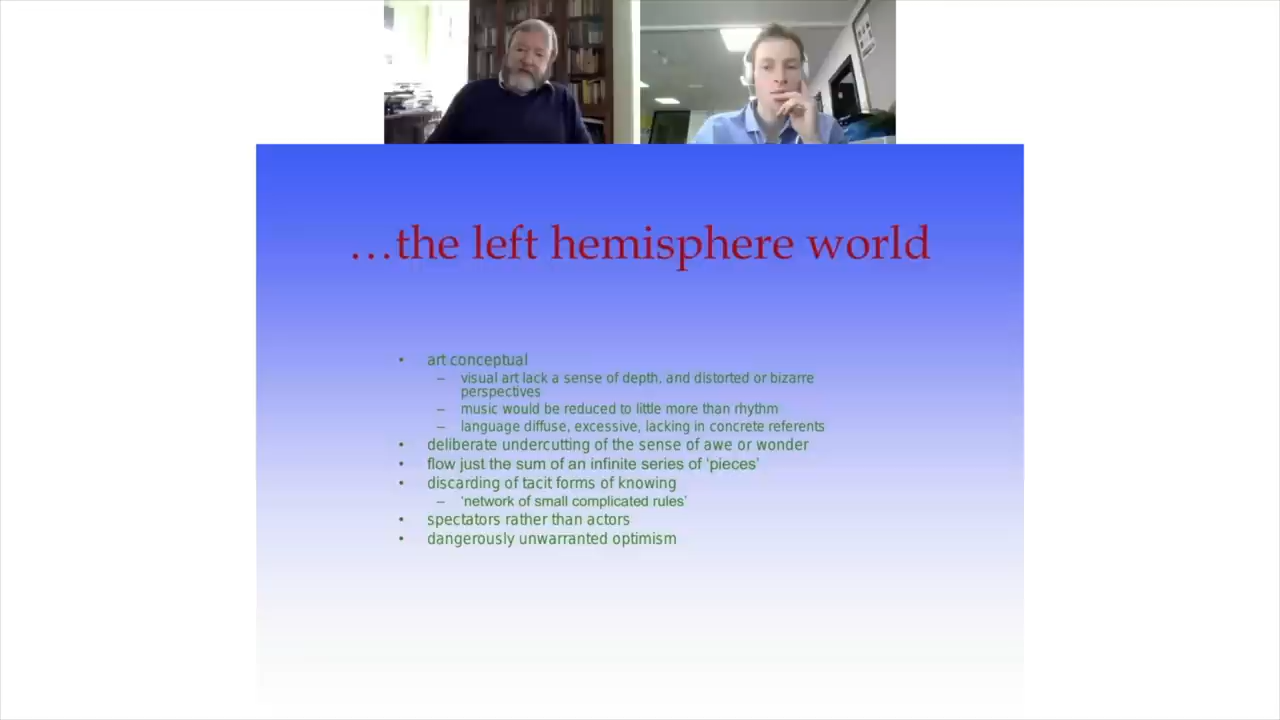 …the left hemisphere world
• art conceptual
– visual art lack a sense of depth, and distorted or bizarre
perspectives
– music would be reduced to little more than rhythm
– language diffuse, excessive, lacking in concrete referents
• deliberate undercutting of the sense of awe or wonder
• flow just the sum of an infinite series of ‘pieces’
• discarding of tacit forms of knowing
– ‘network of small complicated rules’
• spectators rather than actors
• dangerously unwarranted optimism